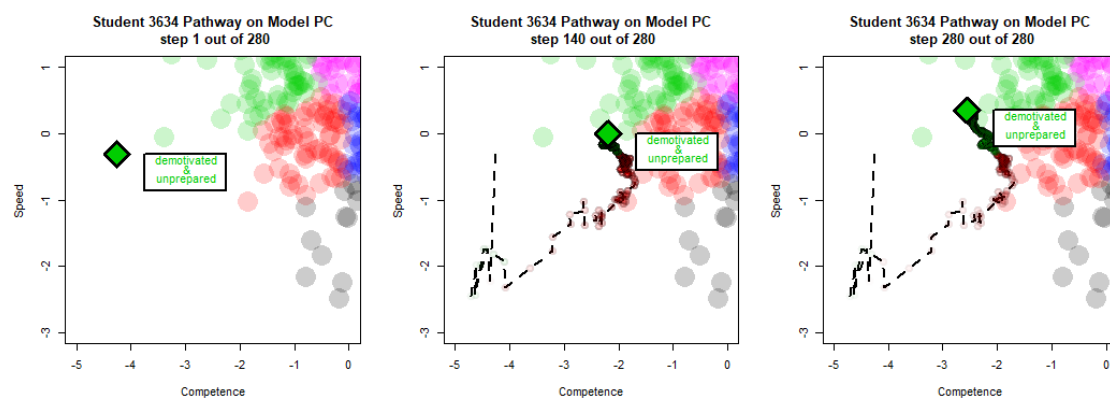 Student 3634 Pathway on Model PC
step 1 out of 280
1
0
-1
-2
-3
Speed
demotivated
&
unprepared
-5 -4 -3 -2 -1 0
Competence
Student 3634 Pathway on Model PC
step 140 out of 280
1
0
-1
-2
-3
Speed
demotivated
&
unprepared
-5 -4 -3 -2 -1 0
Competence
Student 3634 Pathway on Model PC
step 280 out of 280
1
0
-1
-2
-3
Speed
demotivated
&
unprepared
-5 -4 -3 -2 -1 0
Competence